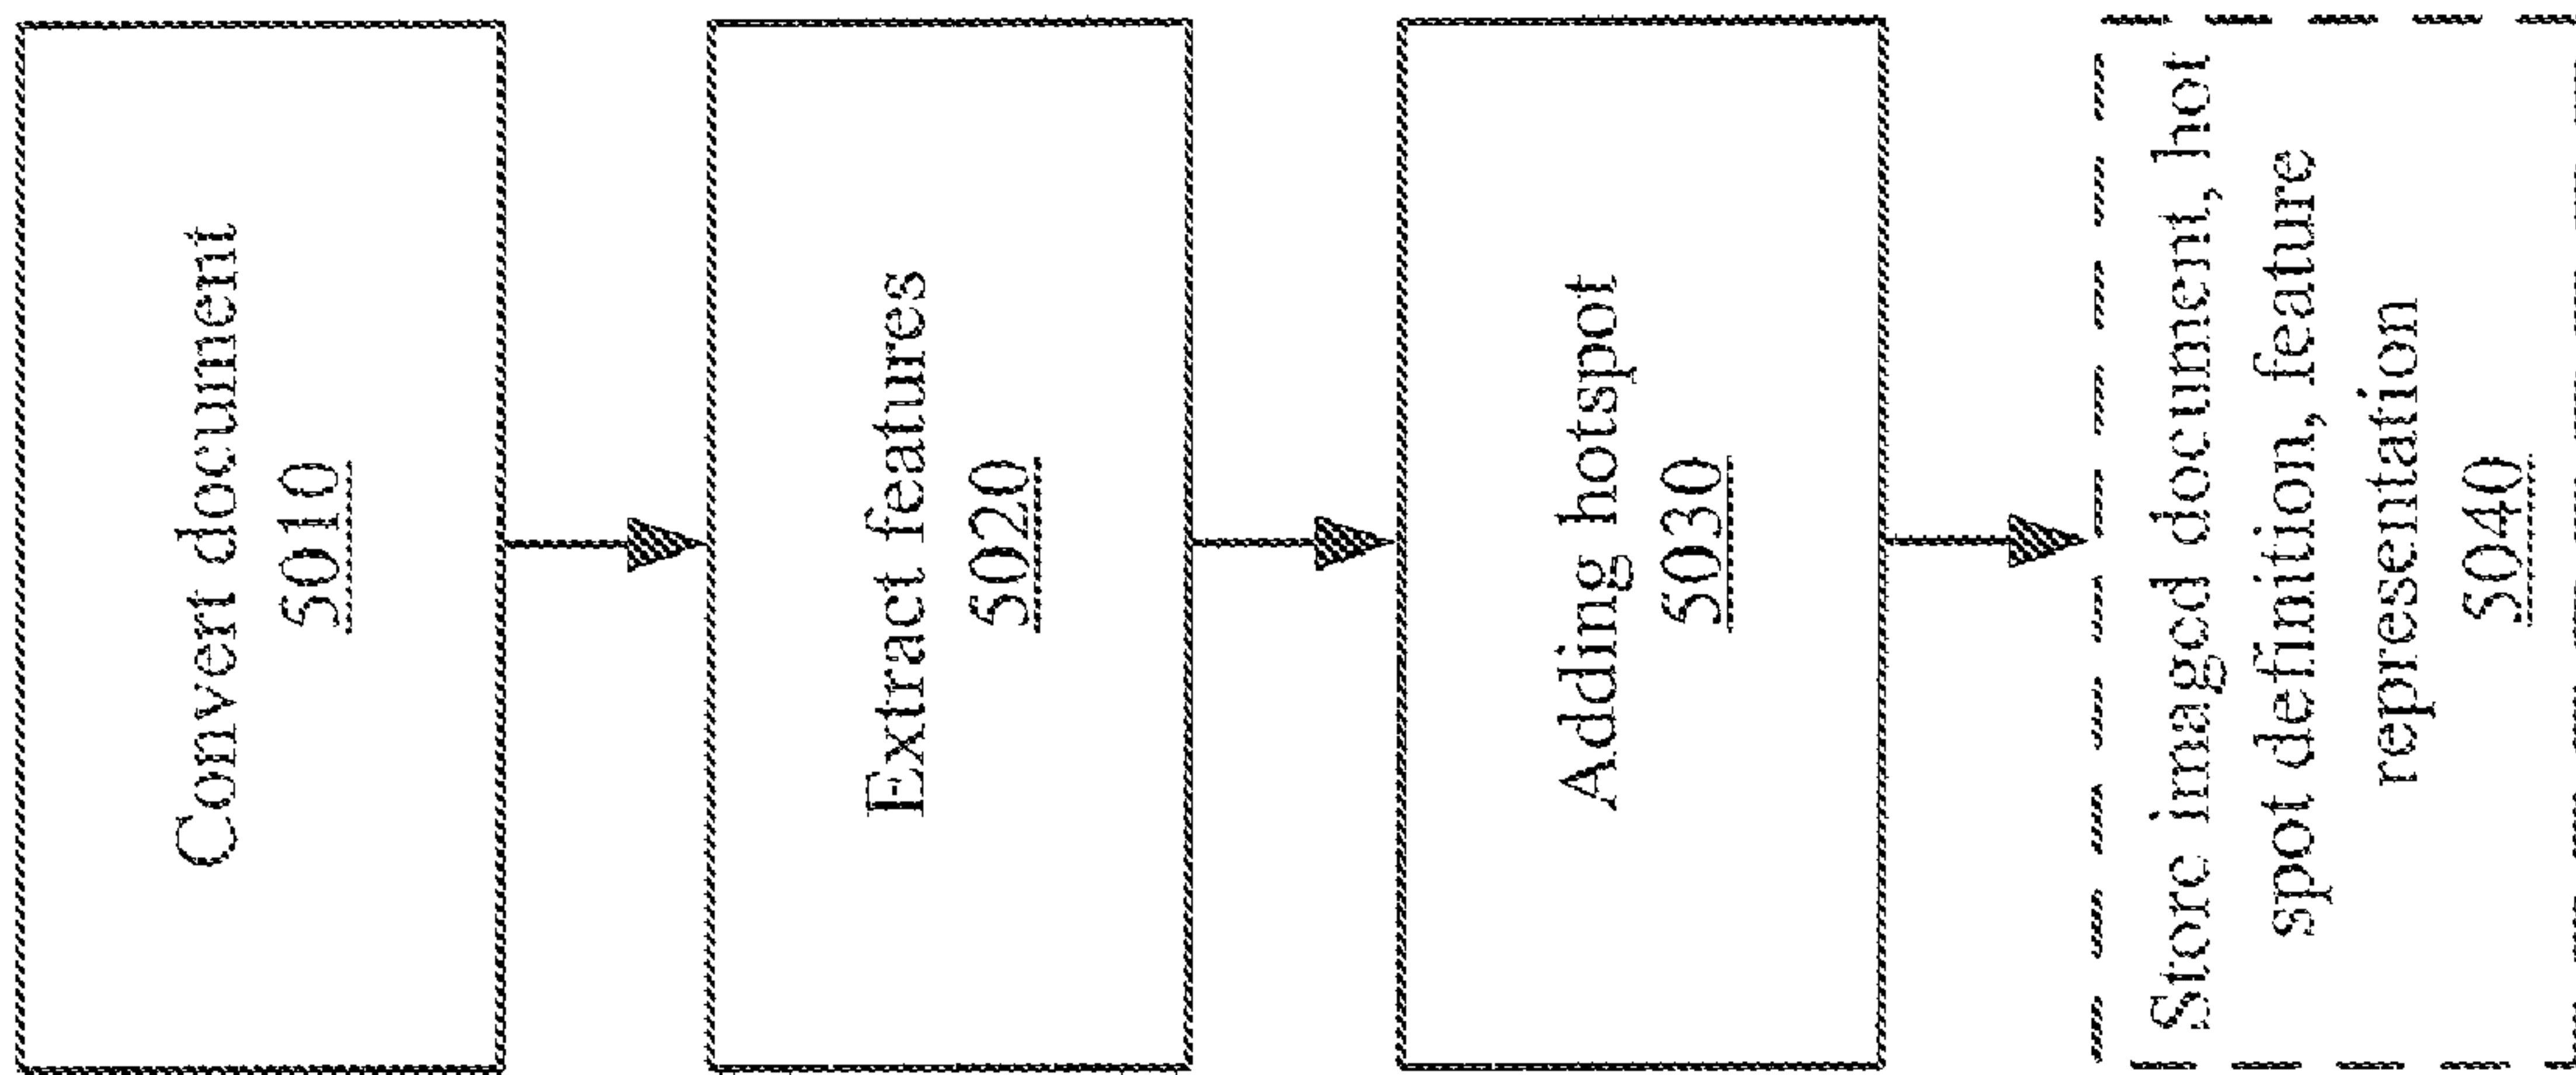 Convert document
5010
Extract features
5020
Adding hotspot
5030
Store imaged document, hot
spot definition, feature
representation
5040